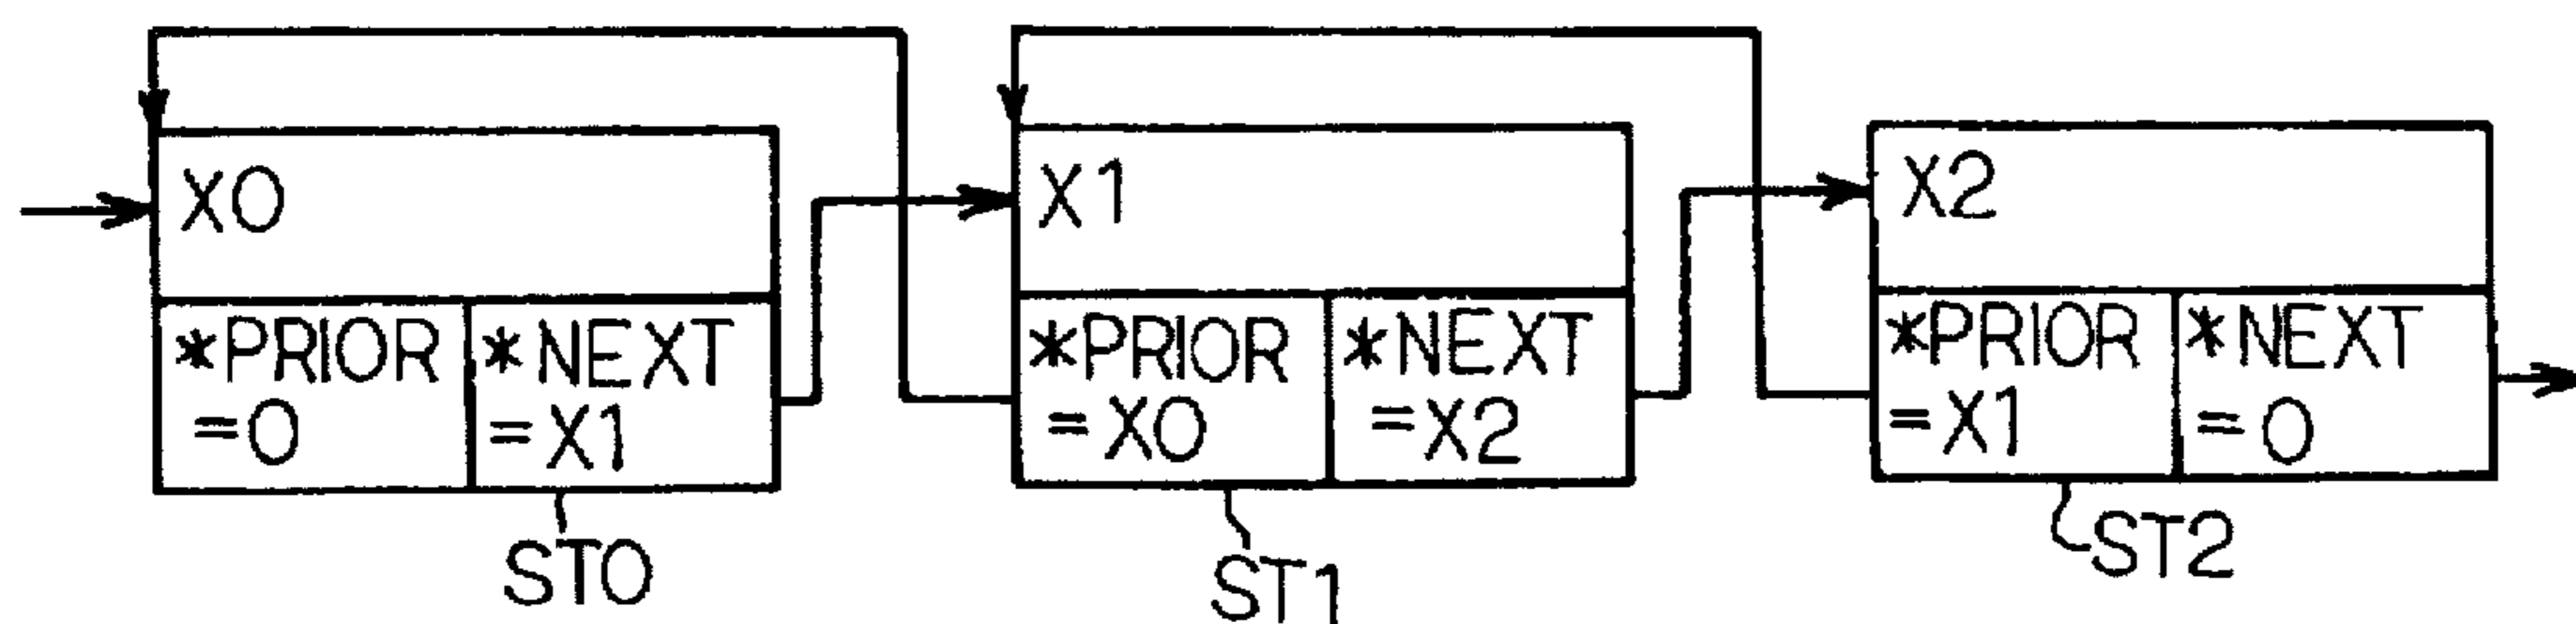 X0
*PRIOR
=0
*NEXT
=X1
ST0
X1
*PRIOR
=X0
*NEXT
=X2
ST1
X2
*PRIOR
=X1
*NEXT
=0
ST2